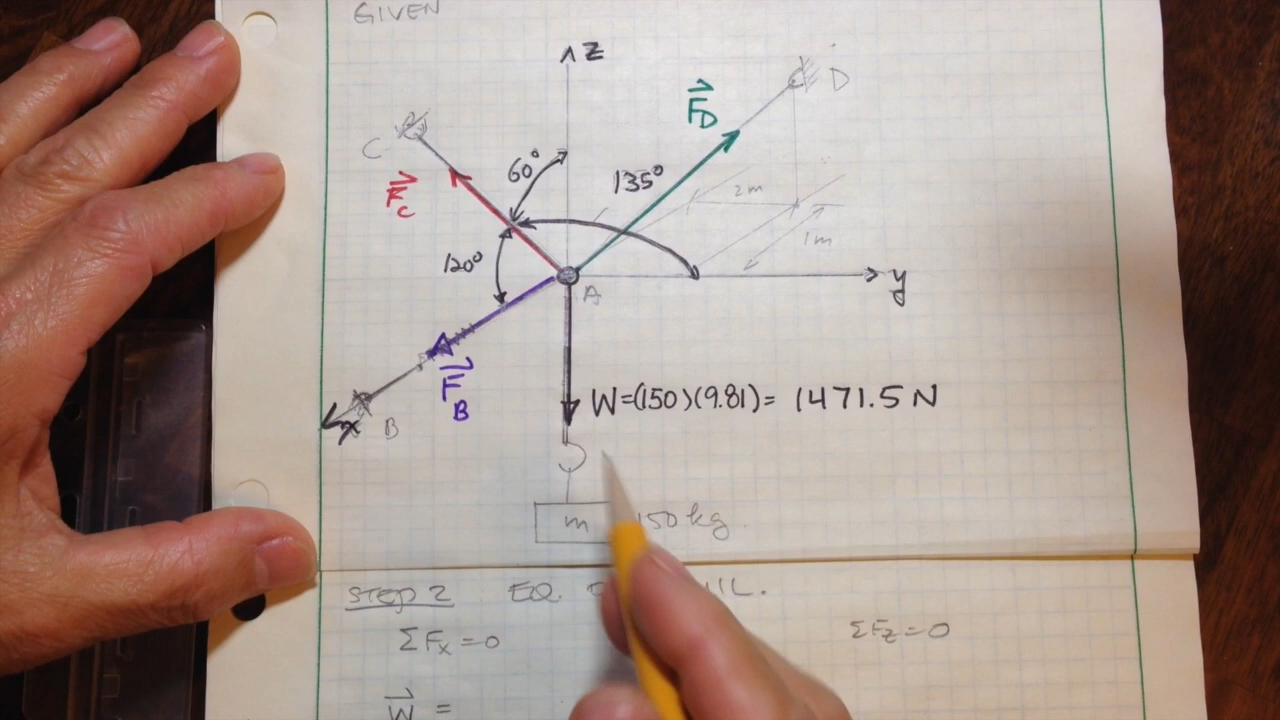 GIVEN
z
C
D
60°
F_D
135°
F_C
2m
1m
120°
A
y
F_B
W=(150)(9.81)= 1471.5 N
x B
m 150 kg
STEP 2 EQ.
ΣFx=0 ΣFz=0
W =